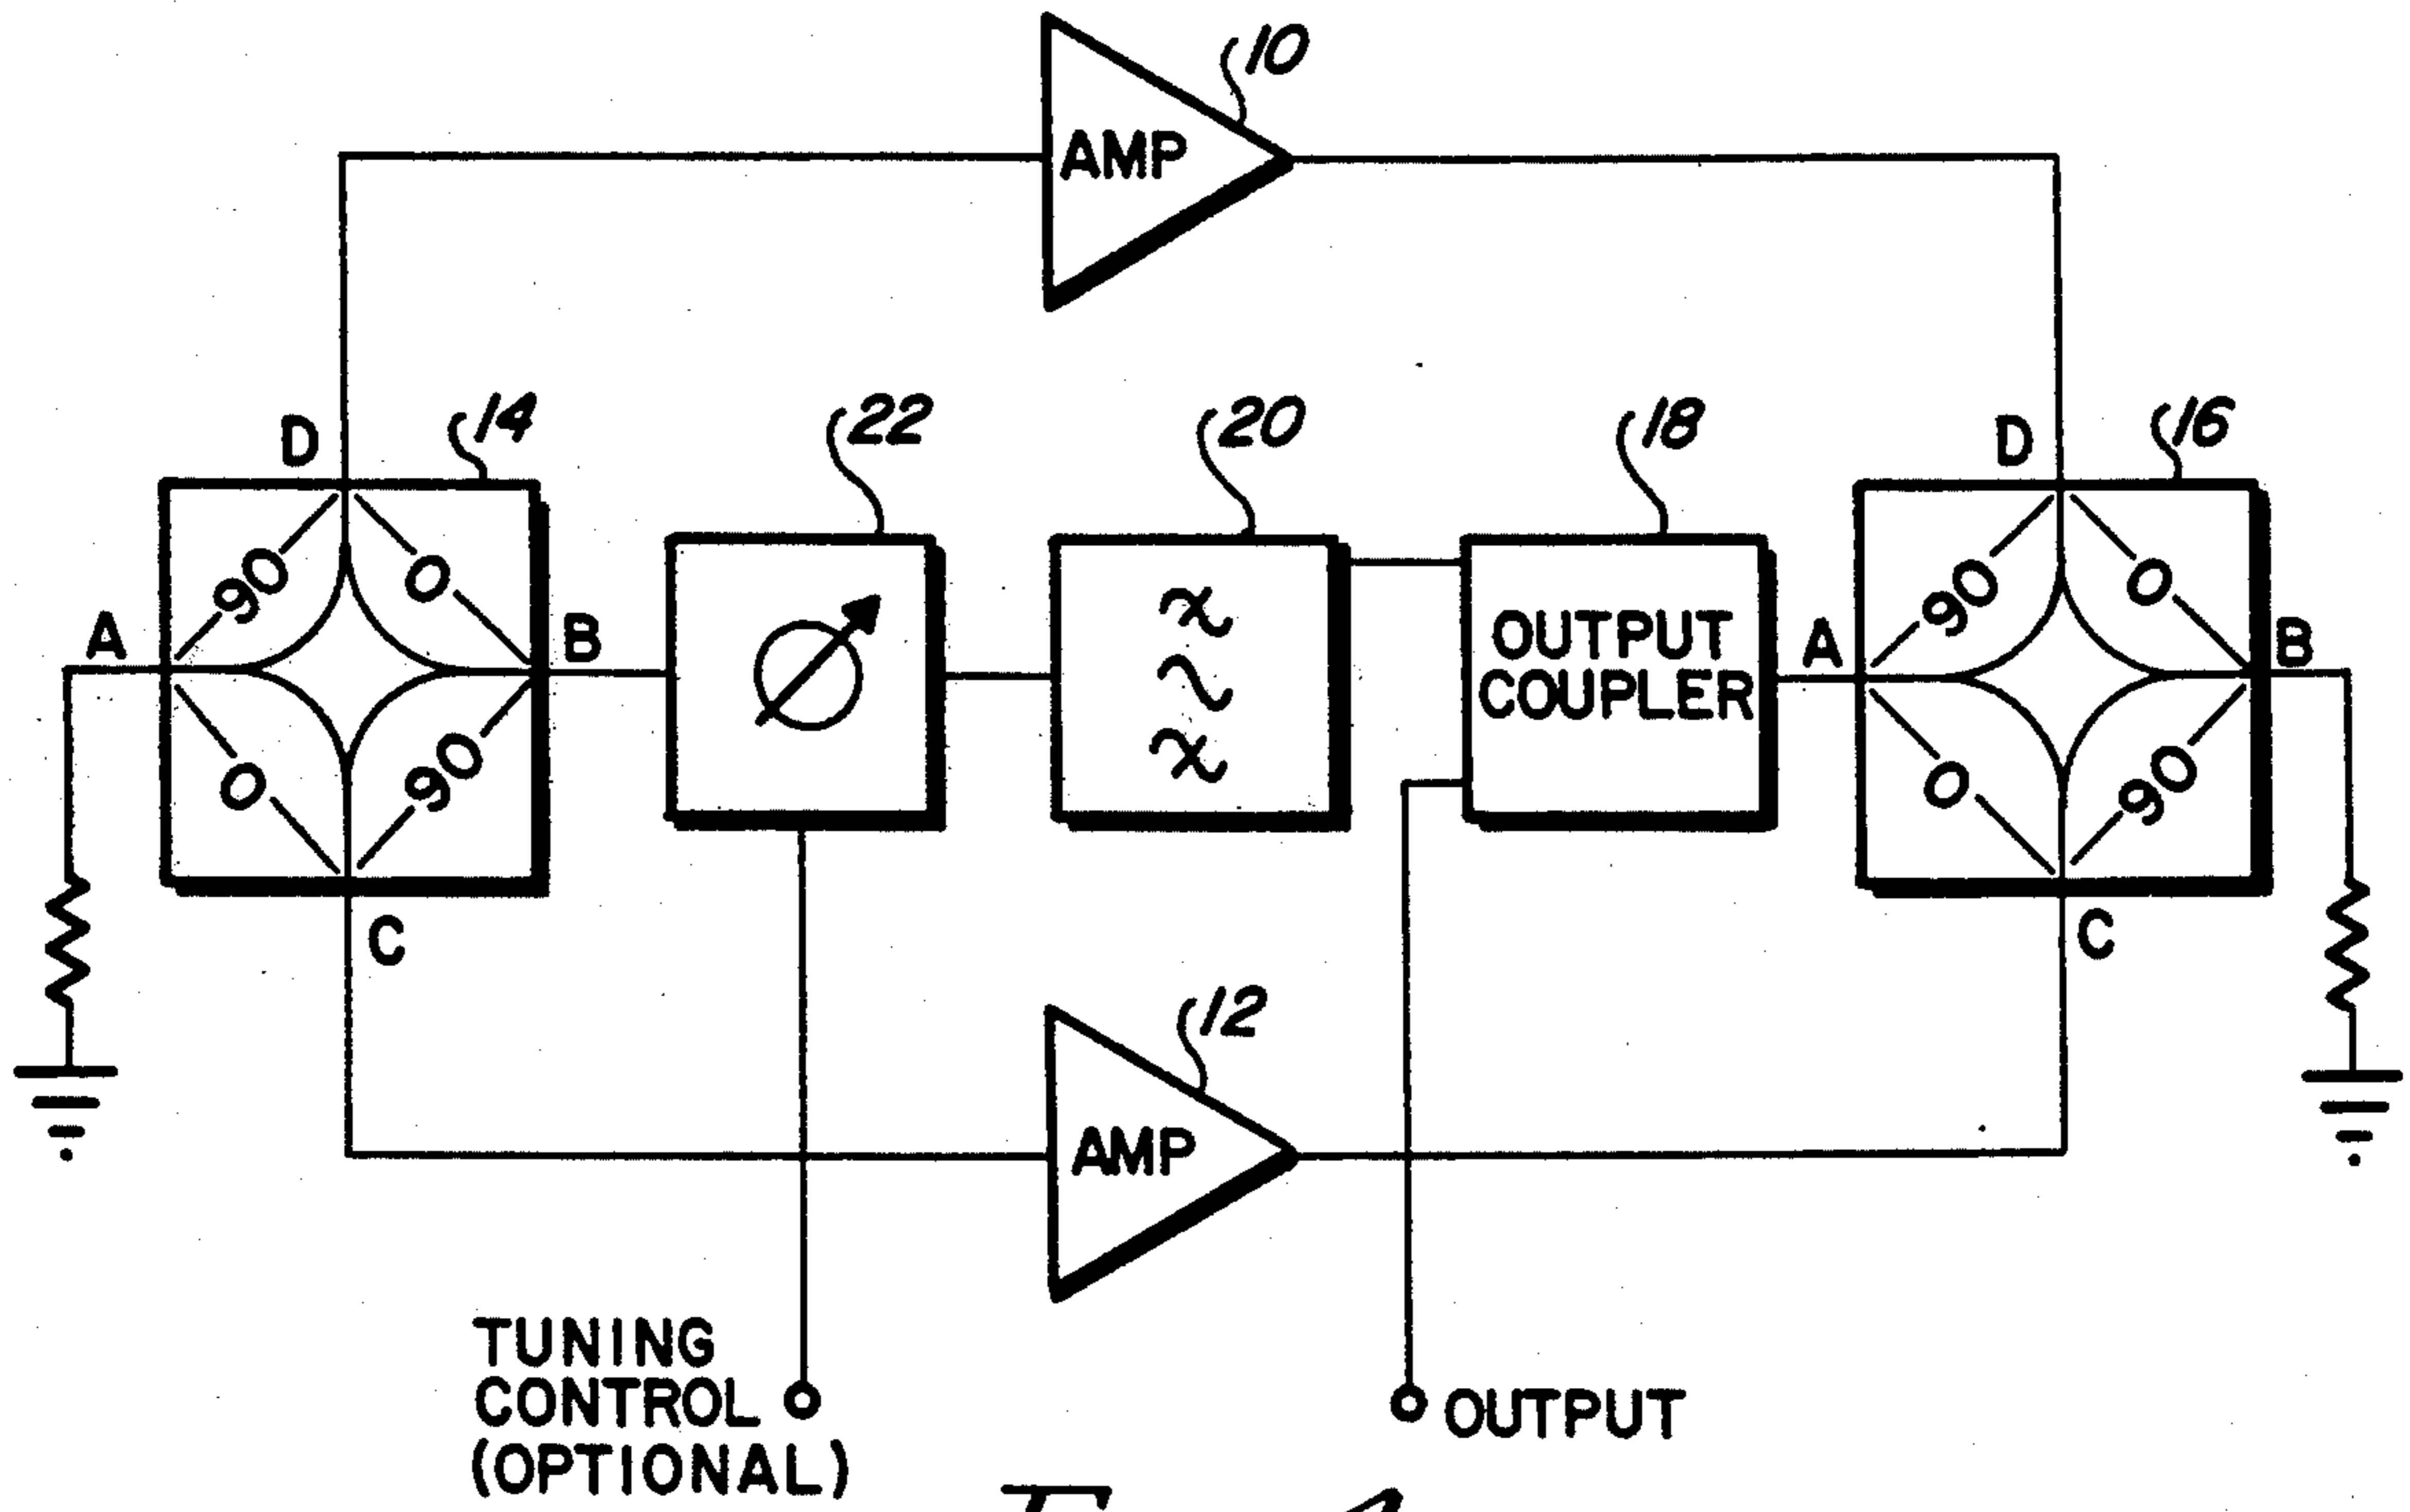 10
AMP
D
14
22
20
18
D
16
90
0
90
0
A
B
OUTPUT
COUPLER
A
B
0
90
0
90
C
C
12
AMP
TUNING
CONTROL
(OPTIONAL)
OUTPUT